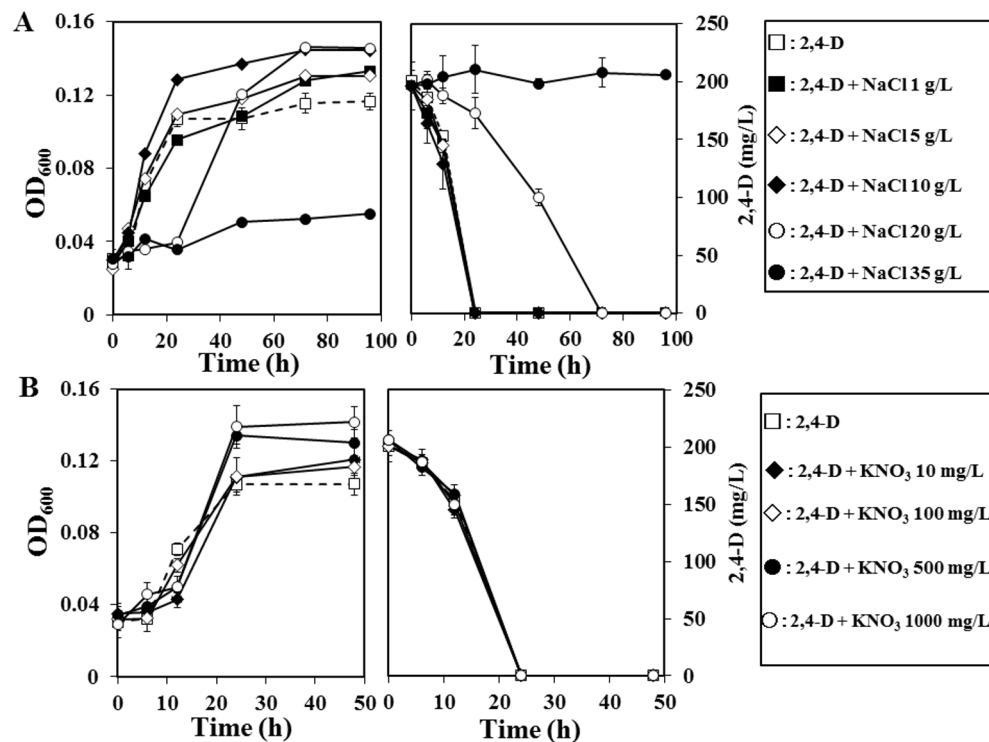 A
OD600
0.16
0.12
0.08
0.04
0
0 20 40 60 80 100
Time (h)
250
200
150
100
50
0
2,4-D (mg/L)
0 20 40 60 80 100
Time (h)
: 2,4-D
: 2,4-D + NaCl 1 g/L
: 2,4-D + NaCl 5 g/L
: 2,4-D + NaCl 10 g/L
: 2,4-D + NaCl 20 g/L
: 2,4-D + NaCl 35 g/L
B
OD600
0.16
0.12
0.08
0.04
0
0 10 20 30 40 50
Time (h)
250
200
150
100
50
0
2,4-D (mg/L)
0 10 20 30 40 50
Time (h)
: 2,4-D
: 2,4-D + KNO3 10 mg/L
: 2,4-D + KNO3 100 mg/L
: 2,4-D + KNO3 500 mg/L
: 2,4-D + KNO3 1000 mg/L